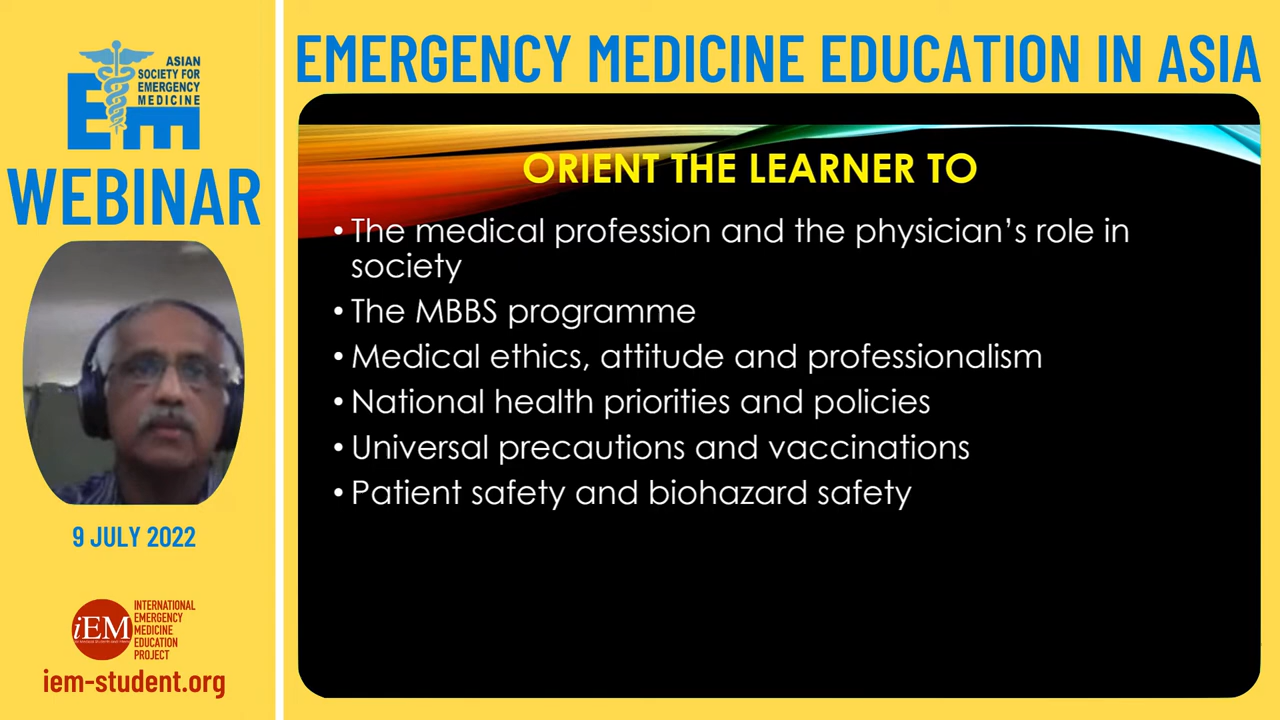 ASIAN
SOCIETY FOR
EMERGENCY
MEDICINE
Em
WEBINAR
9 JULY 2022
iEM
INTERNATIONAL
EMERGENCY
MEDICINE
EDUCATION
PROJECT
iem-student.org
EMERGENCY MEDICINE EDUCATION IN ASIA
ORIENT THE LEARNER TO
• The medical profession and the physician’s role in
society
• The MBBS programme
• Medical ethics, attitude and professionalism
• National health priorities and policies
• Universal precautions and vaccinations
• Patient safety and biohazard safety